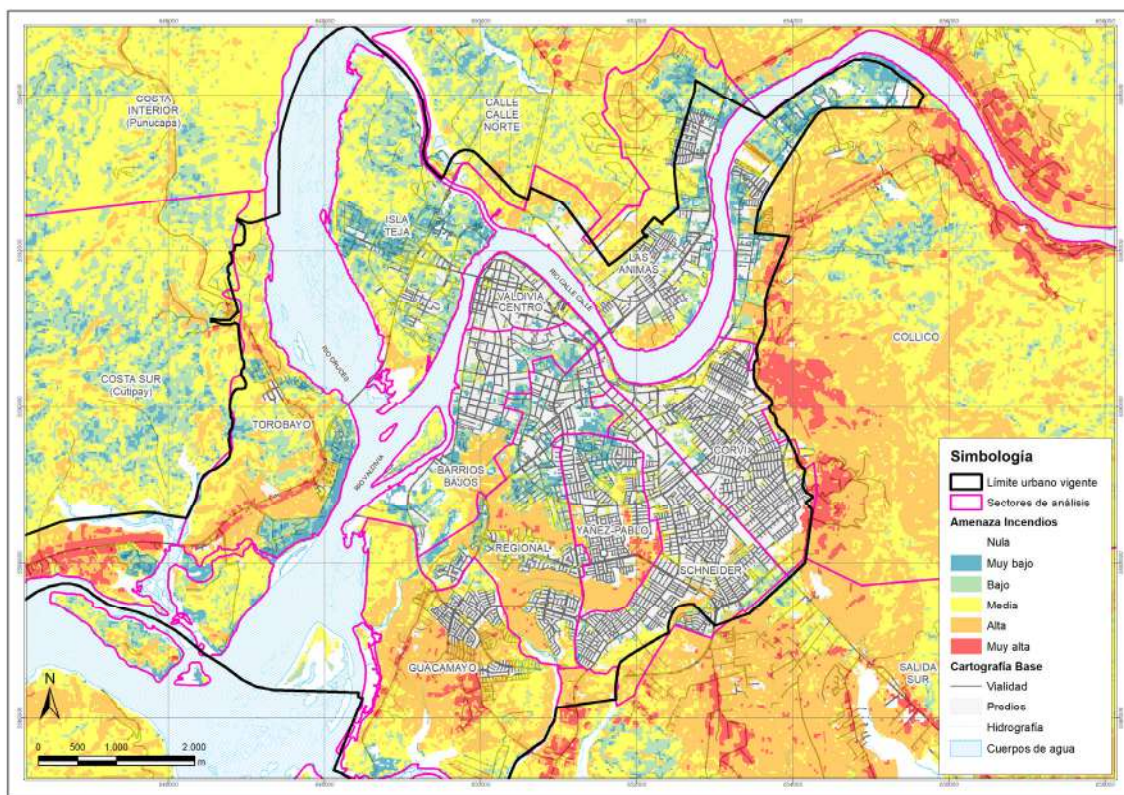 COSTA
INTERIOR
(Punucapa)
CALLE
CALLE
NORTE
ISLA
TEJA
LAS
ANIMAS
RIO CALLE CALLE
VALDIVIA
CENTRO
COLLICO
RIO CRUCES
COSTA SUR
(Cutipay)
TOROBAYO
RIO VALDIVIA
BARRIOS
BAJOS
CORVI
YAÑEZ-PABLO
REGIONAL
SCHNEIDER
GUACAMAYO
SALIDA
SUR
N
0 500 1.000 2.000
m
Simbología
Límite urbano vigente
Sectores de análisis
Amenaza Incendios
Nula
Muy bajo
Bajo
Media
Alta
Muy alta
Cartografía Base
Vialidad
Predios
Hidrografía
Cuerpos de agua